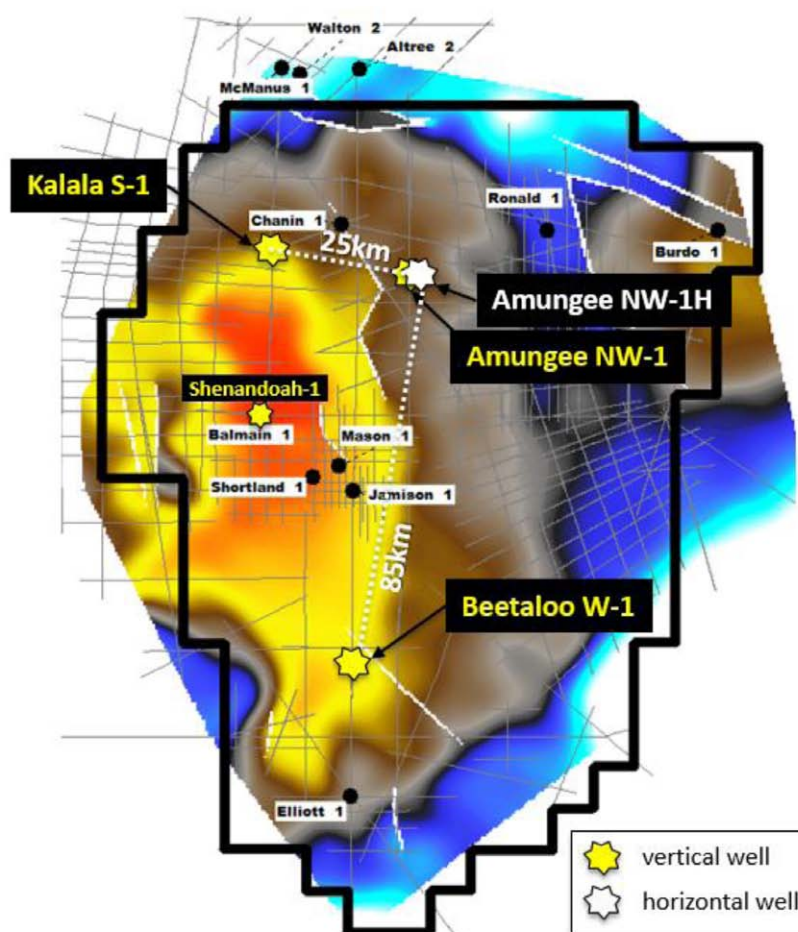 Walton 2
Altree 2
McManus 1
Kalala S-1
Chanin 1
25km
Ronald 1
Burdo 1
Amungee NW-1H
Amungee NW-1
Shenandoah-1
Balmain 1
Mason 1
Shortland 1
Jamison 1
85km
Beetaloo W-1
Elliott 1
vertical well
horizontal well